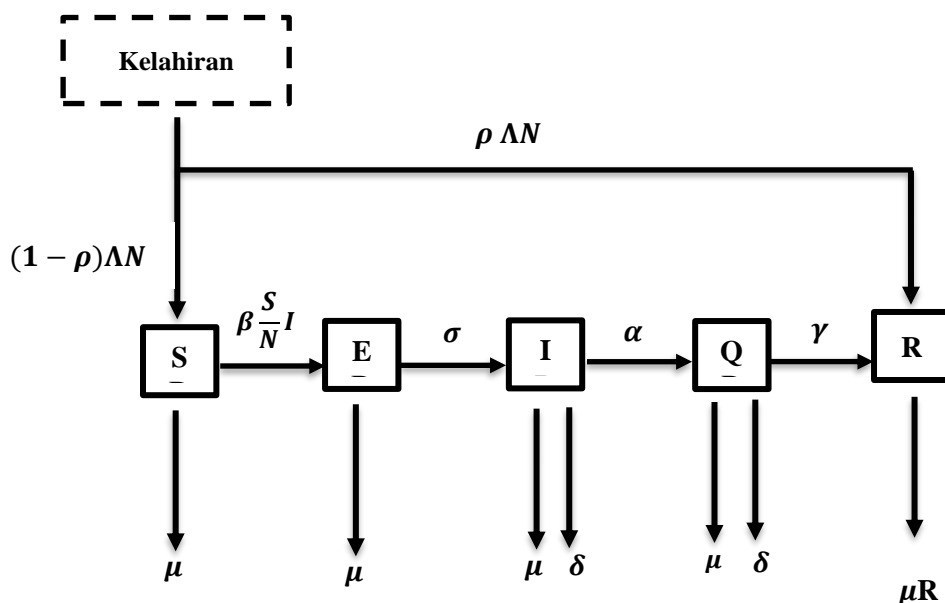 Kelahiran
ρ ΛN
(1 − ρ)ΛN
β S/N I
σ
α
γ
S
E
I
Q
R
μ
μ
μ
δ
μ
δ
μR